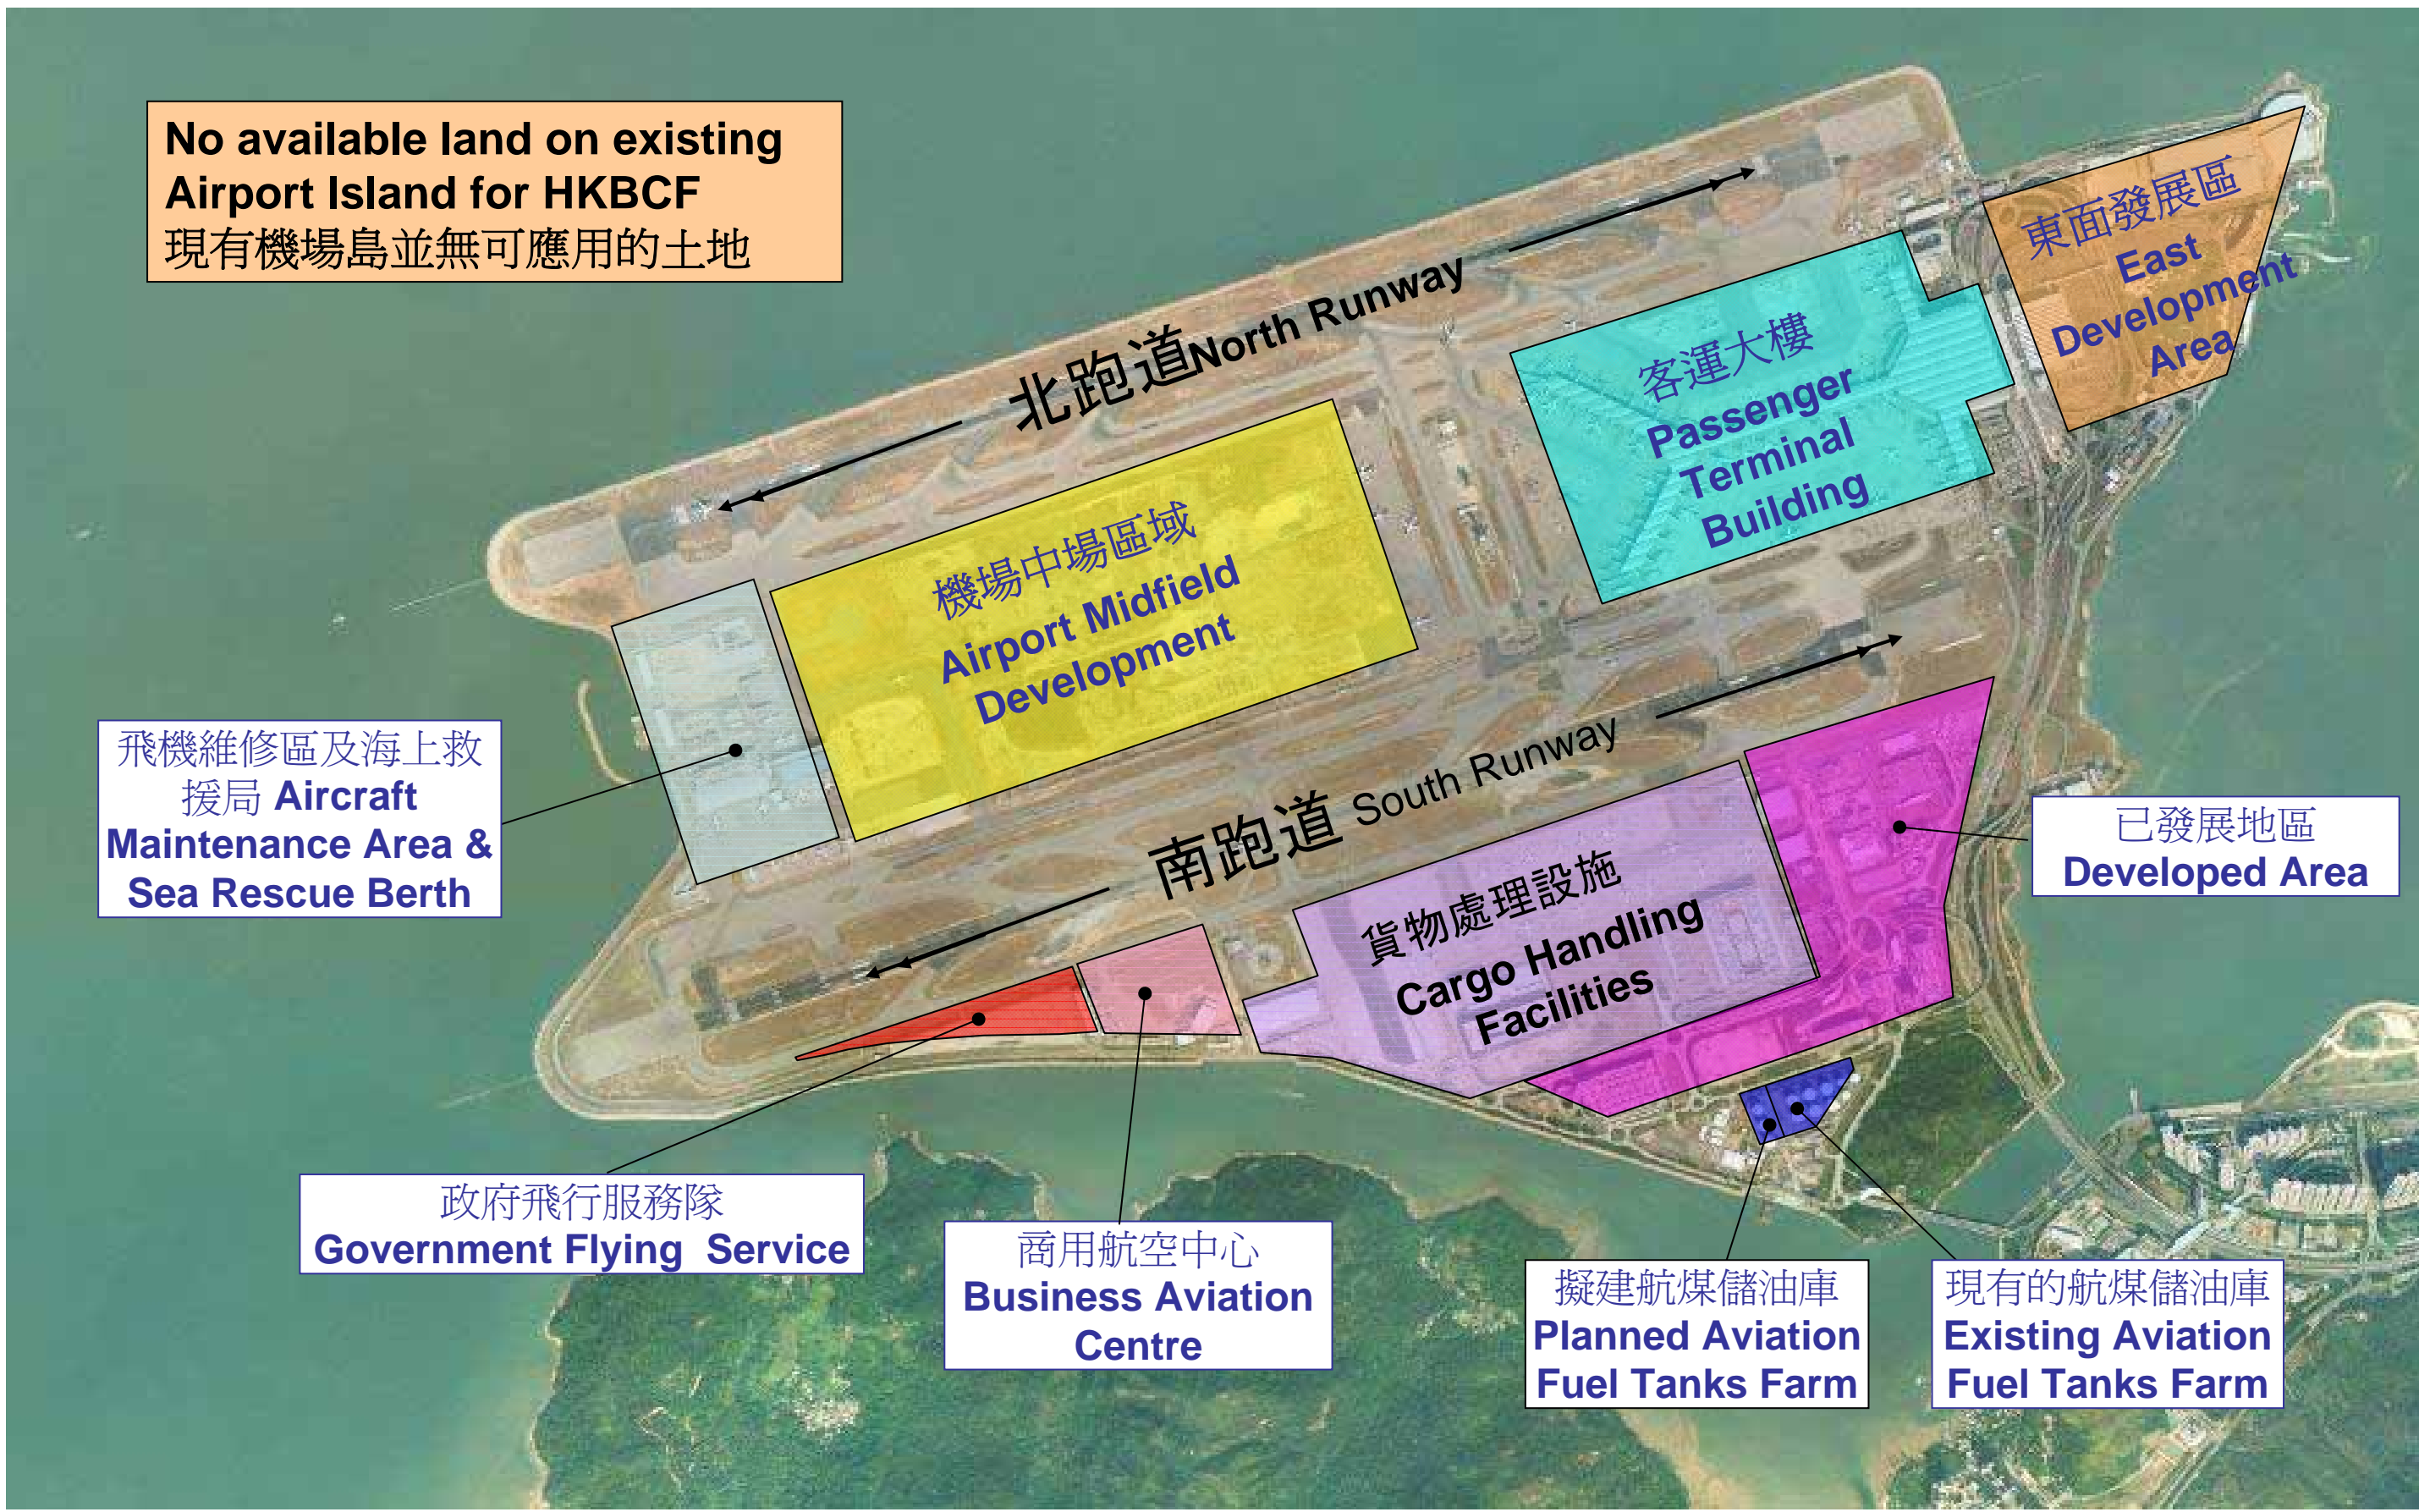 No available land on existing
Airport Island for HKBCF
現有機場島並無可應用的土地
東面發展區
East
Development
Area
北跑道North Runway
客運大樓
Passenger
Terminal
Building
機場中場區域
Airport Midfield
Development
飛機維修區及海上救
援局 Aircraft
Maintenance Area &
Sea Rescue Berth
南跑道 South Runway
已發展地區
Developed Area
貨物處理設施
Cargo Handling
Facilities
政府飛行服務隊
Government Flying Service
商用航空中心
Business Aviation
Centre
擬建航煤儲油庫
Planned Aviation
Fuel Tanks Farm
現有的航煤儲油庫
Existing Aviation
Fuel Tanks Farm